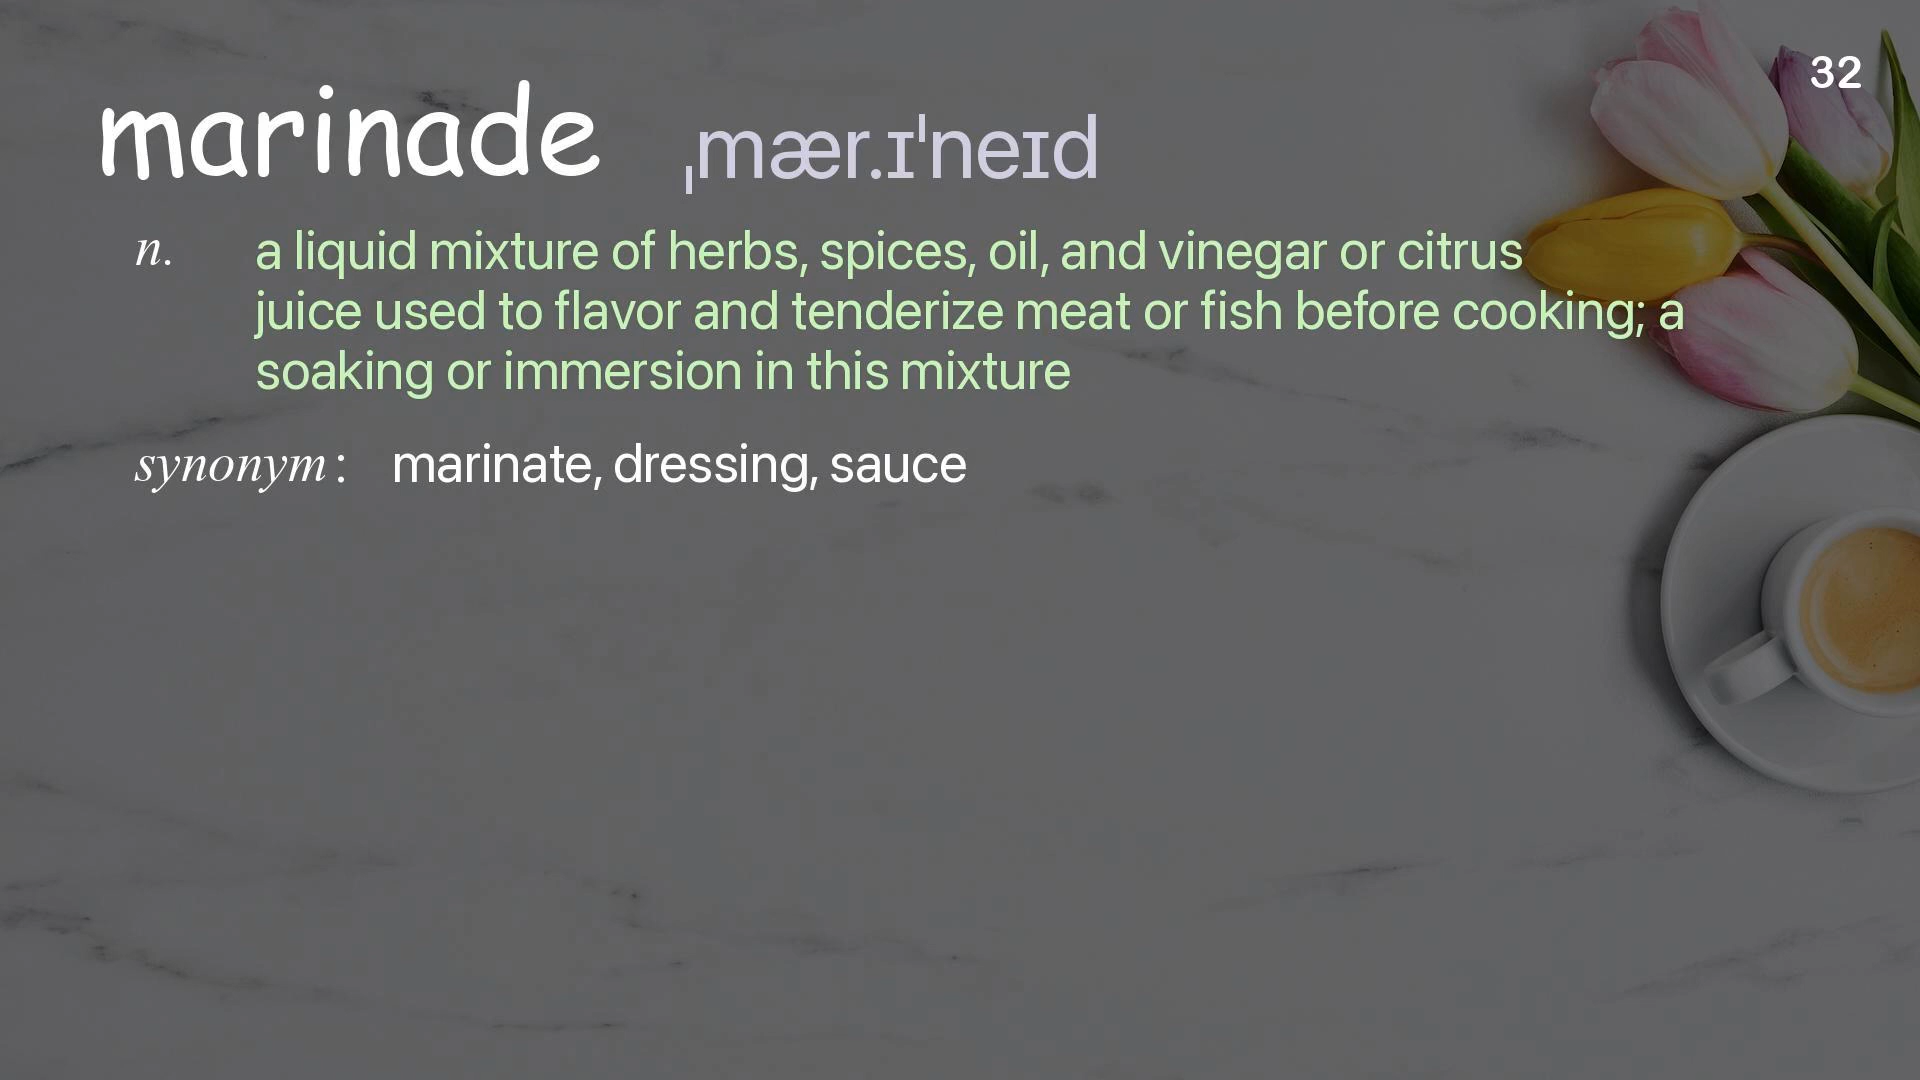 32
marinade ˌmær.ɪˈneɪd
n. a liquid mixture of herbs, spices, oil, and vinegar or citrus
juice used to flavor and tenderize meat or fish before cooking; a
soaking or immersion in this mixture
synonym: marinate, dressing, sauce